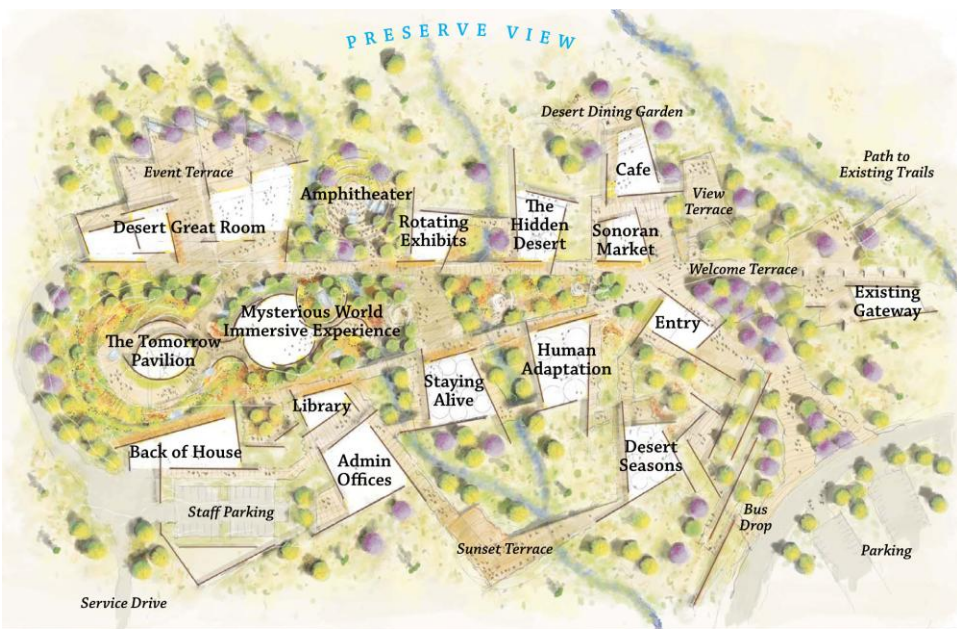 PRESERVE VIEW
Desert Dining Garden
Path to
Existing Trails
Event Terrace
Cafe
Amphitheater
View
Terrace
Desert Great Room
Rotating
Exhibits
The
Hidden
Desert
Sonoran
Market
Welcome Terrace
Existing
Gateway
Mysterious World
Immersive Experience
Entry
The Tomorrow
Pavilion
Human
Adaptation
Staying
Alive
Library
Back of House
Admin
Offices
Desert
Seasons
Staff Parking
Bus
Drop
Sunset Terrace
Parking
Service Drive